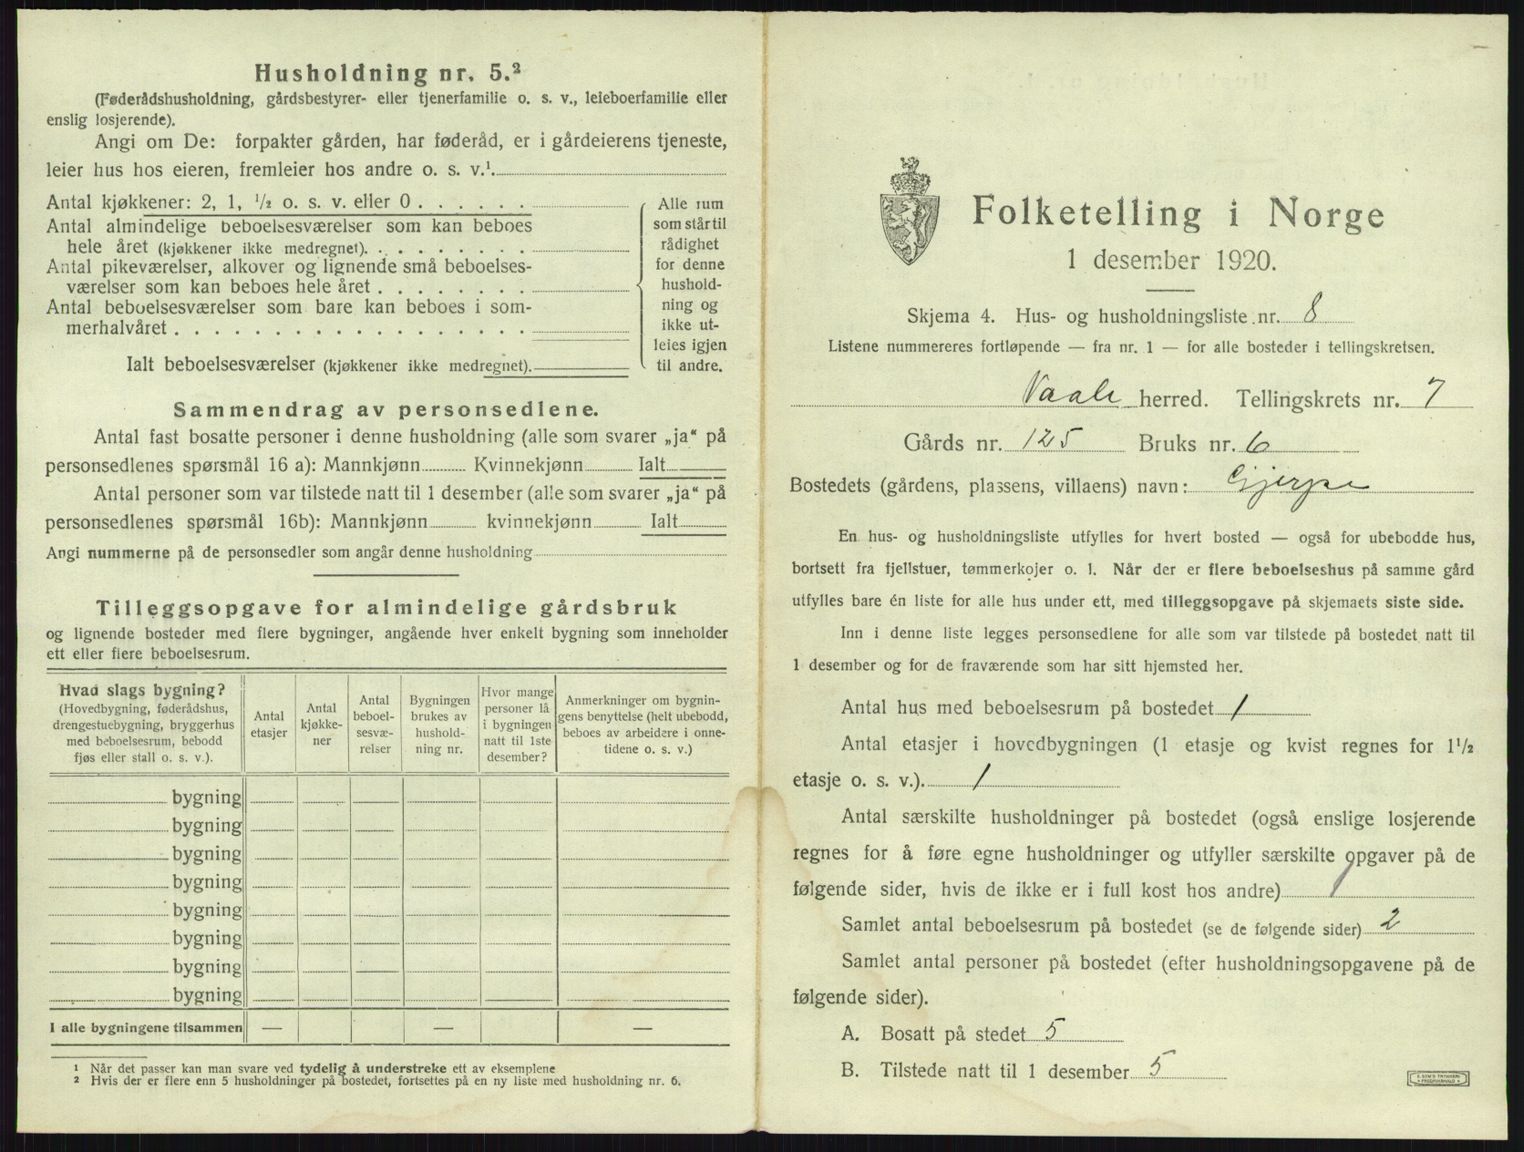 Husholdning nr. 5.²
(Føderådshusholdning, gårdsbestyrer- eller tjenerfamilie o. s. v., leieboerfamilie eller
enslig losjerende).
Angi om De: forpakter gården, har føderåd, er i gårdeierens tjeneste,
leier hus hos eieren, fremleier hos andre o. s. v.¹.
Antal kjøkkener: 2, 1, ½ o. s. v. eller 0 . . . . . .
Antal almindelige beboelsesværelser som kan beboes
hele året (kjøkkener ikke medregnet). . . . . . . . .
Antal pikeværelser, alkover og lignende små beboelses-
værelser som kan beboes hele året . . . . . . . .
Antal beboelsesværelser som bare kan beboes i som-
merhalvåret . . . . . . . . . . . . . . . . . .
Ialt beboelsesværelser (kjøkkener ikke medregnet).
Alle rum
som står til
rådighet
for denne
hushold-
ning og
ikke ut-
leies igjen
til andre.
Sammendrag av personsedlene.
Antal fast bosatte personer i denne husholdning (alle som svarer „ja“ på
personsedlenes spørsmål 16 a): Mannkjønn Kvinnekjønn Ialt
Antal personer som var tilstede natt til 1 desember (alle som svarer „ja“ på
personsedlenes spørsmål 16b): Mannkjønn kvinnekjønn Ialt
Angi nummerne på de personsedler som angår denne husholdning
Tilleggsopgave for almindelige gårdsbruk
og lignende bosteder med flere bygninger, angående hver enkelt bygning som inneholder
ett eller flere beboelsesrum.
Hvad slags bygning?
(Hovedbygning, føderådshus,
drengestuebygning, bryggerhus
med beboelsesrum, bebodd
fjøs eller stall o. s. v.).
Antal
etasjer
Antal
kjøkke-
ner
Antal
beboel-
sesvæ-
relser
Bygningen
brukes av
hushold-
ning nr.
Hvor mange
personer lå
i bygningen
natt til 1ste
desember?
Anmerkninger om bygnin-
gens benyttelse (helt ubebodd,
beboes av arbeidere i onne-
tidene o. s. v.)
bygning
bygning
bygning
bygning
bygning
bygning
bygning
bygning
I alle bygningene tilsammen — — —
¹ Når det passer kan man svare ved tydelig å understreke ett av eksemplene
² Hvis der er flere enn 5 husholdninger på bostedet, fortsettes på en ny liste med husholdning nr. 6.
Folketelling i Norge
1 desember 1920.
Skjema 4. Hus- og husholdningsliste nr. 8
Listene nummereres fortløpende — fra nr. 1 — for alle bosteder i tellingskretsen.
Vaale herred. Tellingskrets nr. 7
Gårds nr. 125 Bruks nr. 6
Bostedets (gårdens, plassens, villaens) navn: Gjerpe
En hus- og husholdningsliste utfylles for hvert bosted — også for ubebodde hus,
bortsett fra fjellstuer, tømmerkojer o. l. Når der er flere beboelseshus på samme gård
utfylles bare én liste for alle hus under ett, med tilleggsopgave på skjemaets siste side.
Inn i denne liste legges personsedlene for alle som var tilstede på bostedet natt til
1 desember og for de fraværende som har sitt hjemsted her.
Antal hus med beboelsesrum på bostedet 1
Antal etasjer i hovedbygningen (1 etasje og kvist regnes for 1½
etasje o. s. v.). 1
Antal særskilte husholdninger på bostedet (også enslige losjerende
regnes for å føre egne husholdninger og utfyller særskilte opgaver på de
følgende sider, hvis de ikke er i full kost hos andre) 1
Samlet antal beboelsesrum på bostedet (se de følgende sider) 2
Samlet antal personer på bostedet (efter husholdningsopgavene på de
følgende sider).
A. Bosatt på stedet 5
B. Tilstede natt til 1 desember 5